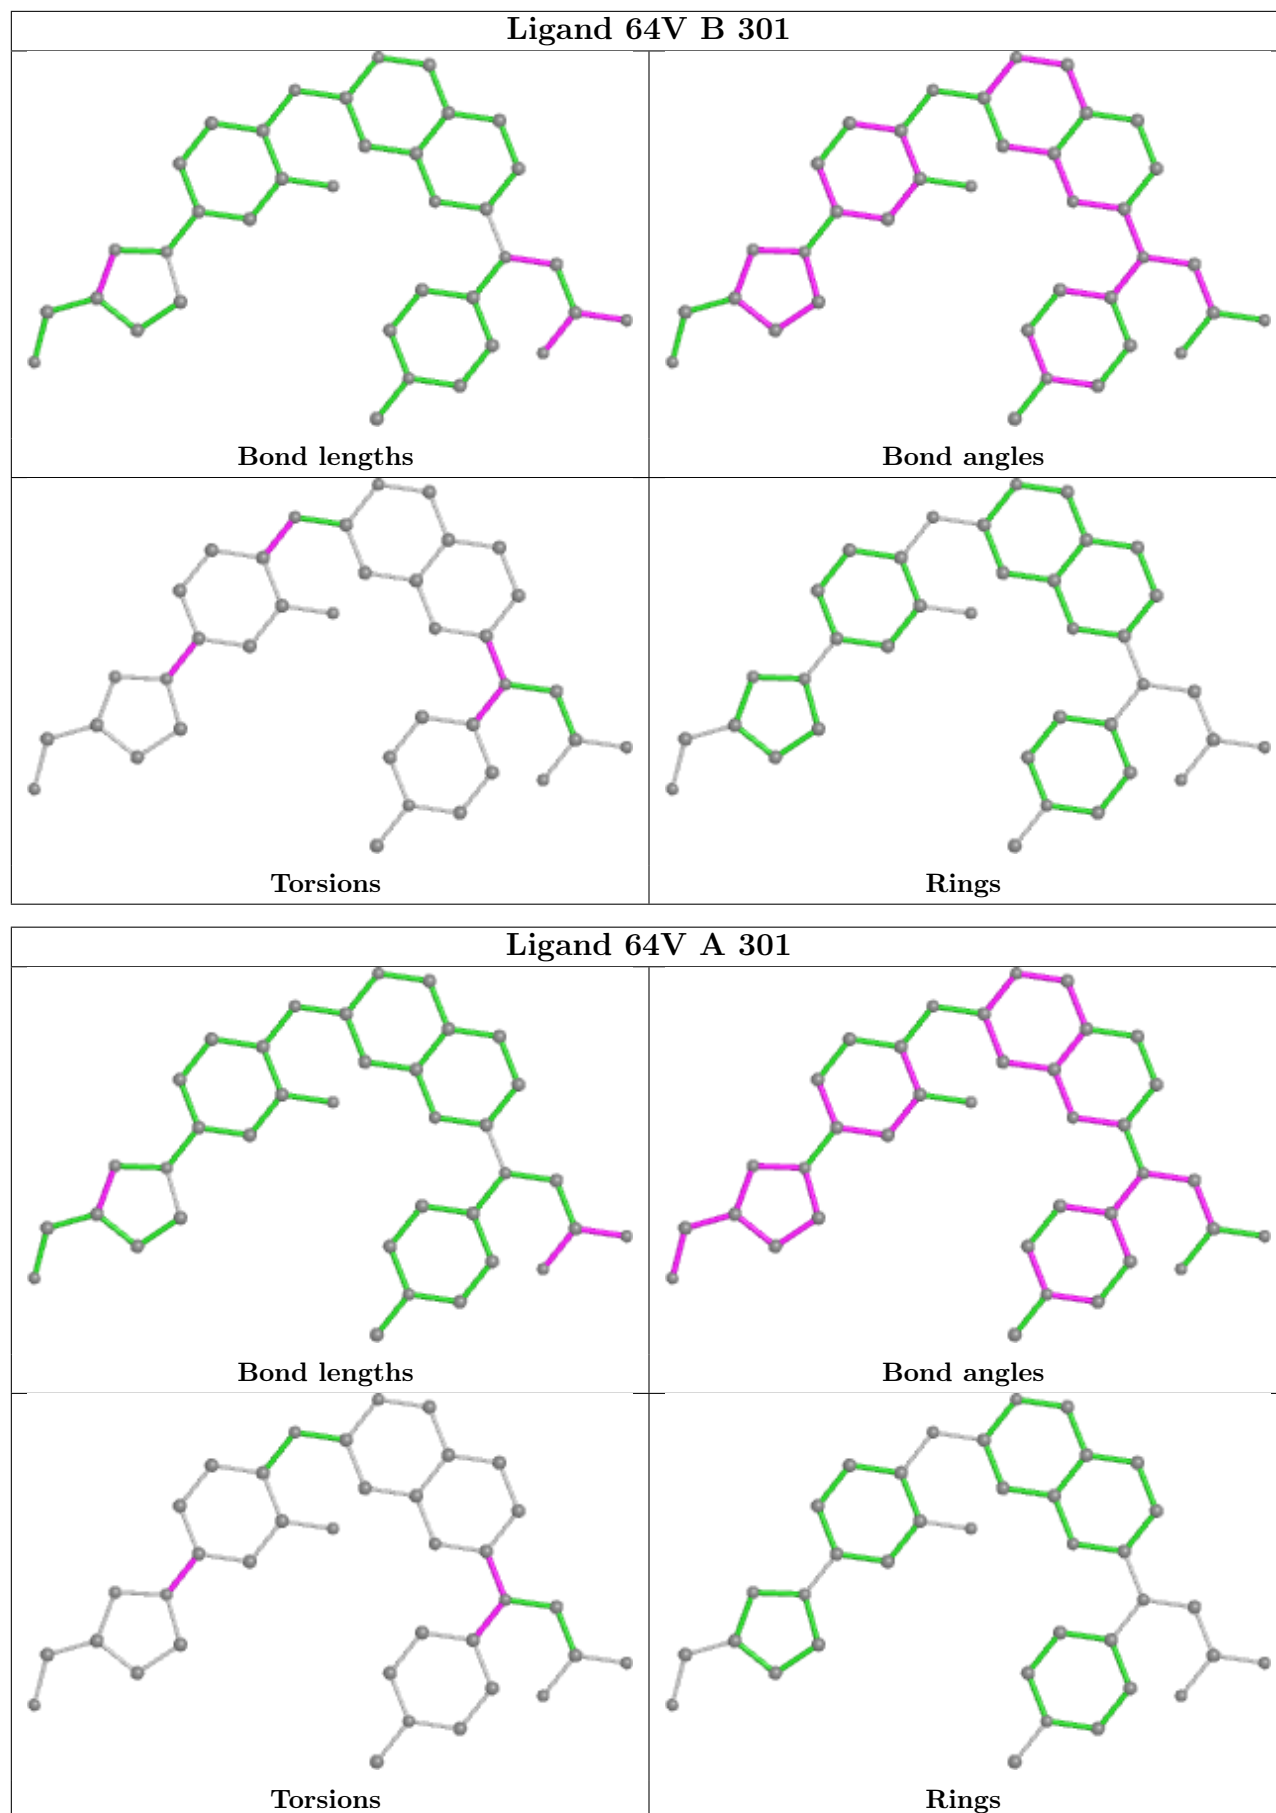 Ligand 64V B 301
Bond lengths
Bond angles
Torsions
Rings
Ligand 64V A 301
Bond lengths
Bond angles
Torsions
Rings